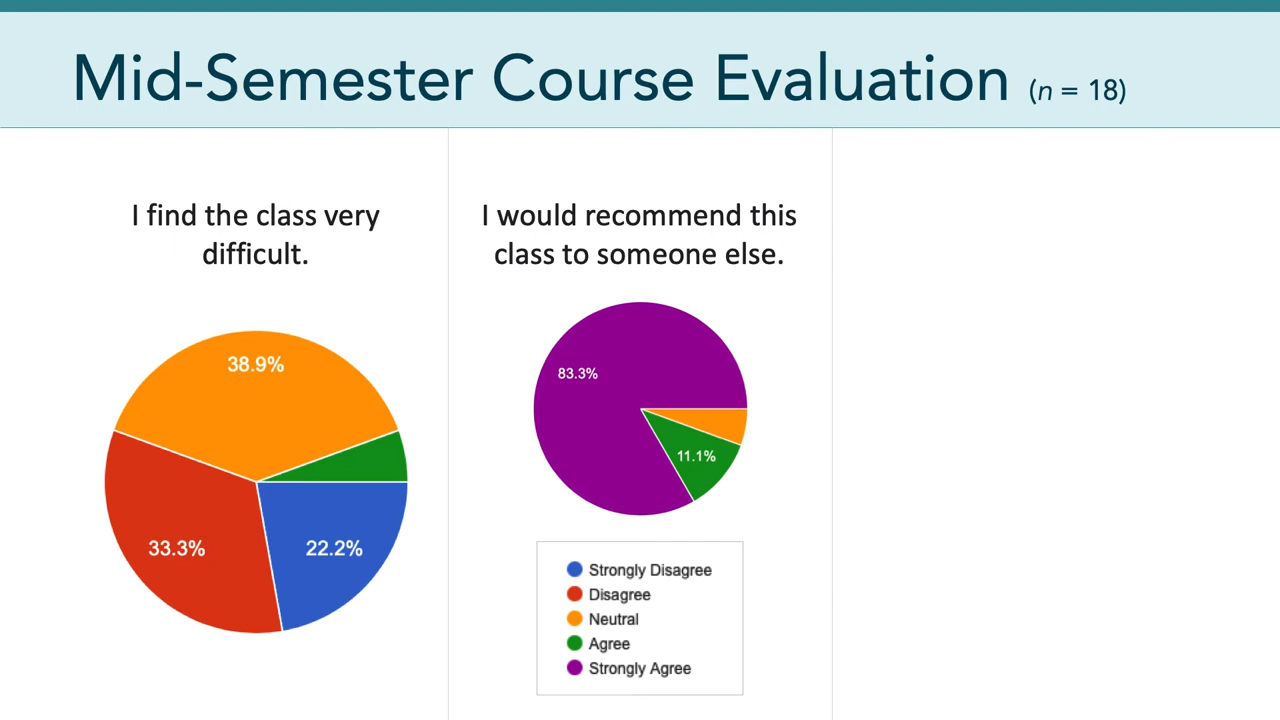 Mid-Semester Course Evaluation (n = 18)
I find the class very
difficult.
38.9%
33.3%
22.2%
I would recommend this
class to someone else.
83.3%
11.1%
Strongly Disagree
Disagree
Neutral
Agree
Strongly Agree